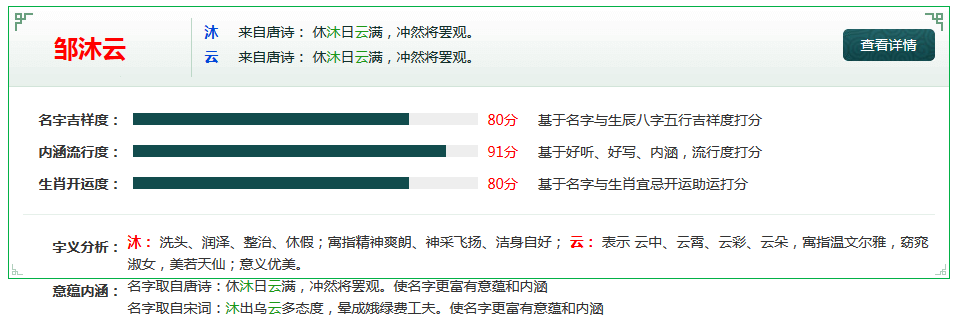 邹沐云
沐 来自唐诗： 休沐日云满，冲然将罢观。
云 来自唐诗： 休沐日云满，冲然将罢观。
查看详情
名字吉祥度： 80分 基于名字与生辰八字五行吉祥度打分
内涵流行度： 91分 基于好听、好写、内涵，流行度打分
生肖开运度： 80分 基于名字与生肖宜忌开运助运打分
字义分析： 沐： 洗头、润泽、整治、休假；寓指精神爽朗、神采飞扬、洁身自好； 云： 表示 云中、云霄、云彩、云朵，寓指温文尔雅，窈窕
淑女，美若天仙；意义优美。
意蕴内涵： 名字取自唐诗：休沐日云满，冲然将罢观。使名字更富有意蕴和内涵
名字取自宋词：沐出乌云多态度，晕成娥绿费工夫。使名字更富有意蕴和内涵